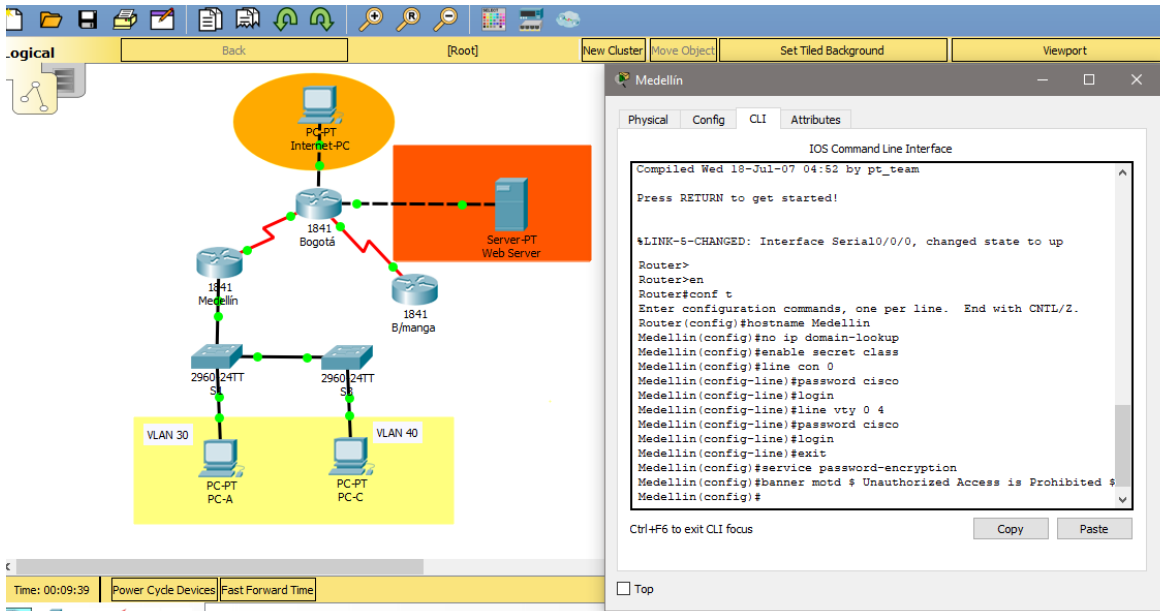 Logical
Back
[Root]
New Cluster
Move Object
Set Tiled Background
Viewport
PC-PT
Internet-PC
1841
Bogotá
Server-PT
Web Server
1841
Medellín
1841
B/manga
2960-24TT
S1
2960-24TT
S3
VLAN 30
VLAN 40
PC-PT
PC-A
PC-PT
PC-C
Time: 00:09:39
Power Cycle Devices
Fast Forward Time
Medellín
Physical
Config
CLI
Attributes
IOS Command Line Interface
Compiled Wed 18-Jul-07 04:52 by pt_team
Press RETURN to get started!
%LINK-5-CHANGED: Interface Serial0/0/0, changed state to up
Router>
Router>en
Router#conf t
Enter configuration commands, one per line.  End with CNTL/Z.
Router(config)#hostname Medellin
Medellin(config)#no ip domain-lookup
Medellin(config)#enable secret class
Medellin(config)#line con 0
Medellin(config-line)#password cisco
Medellin(config-line)#login
Medellin(config-line)#line vty 0 4
Medellin(config-line)#password cisco
Medellin(config-line)#login
Medellin(config-line)#exit
Medellin(config)#service password-encryption
Medellin(config)#banner motd $ Unauthorized Access is Prohibited $
Medellin(config)#
Ctrl+F6 to exit CLI focus
Copy
Paste
Top